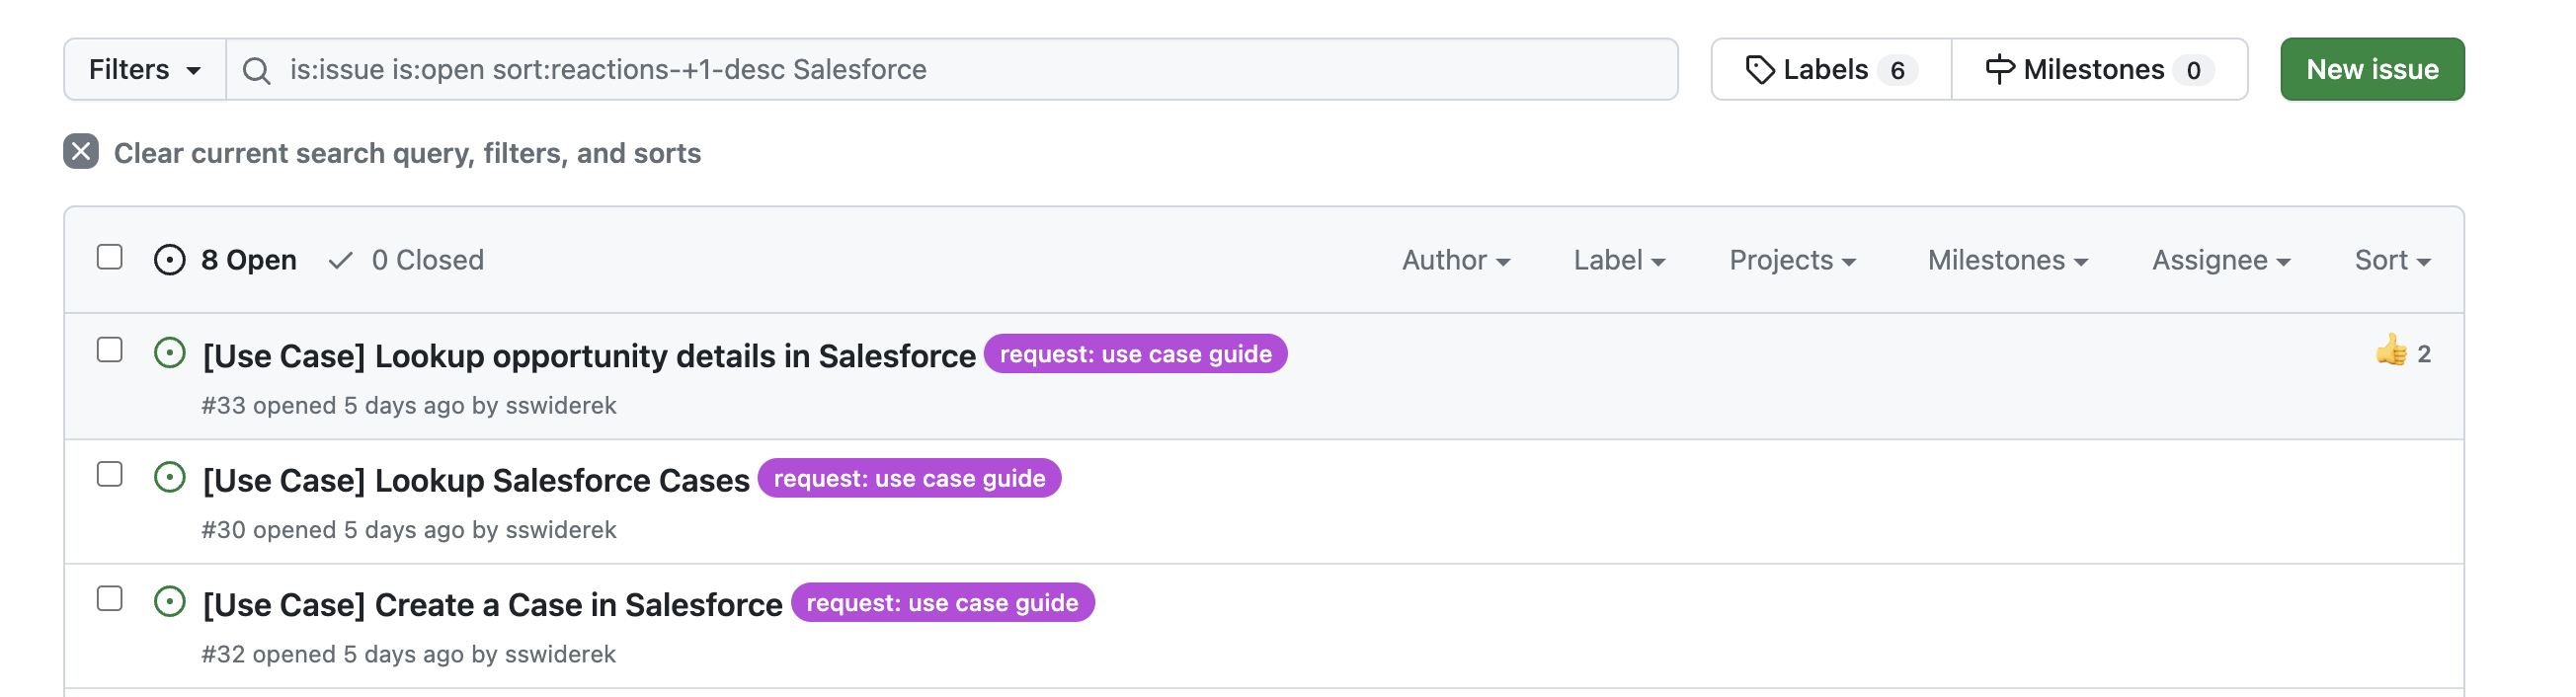 Filters is:issue is:open sort:reactions-+1-desc Salesforce Labels 6 Milestones 0 New issue
Clear current search query, filters, and sorts
8 Open 0 Closed Author Label Projects Milestones Assignee Sort
[Use Case] Lookup opportunity details in Salesforce request: use case guide 👍 2
#33 opened 5 days ago by sswiderek
[Use Case] Lookup Salesforce Cases request: use case guide
#30 opened 5 days ago by sswiderek
[Use Case] Create a Case in Salesforce request: use case guide
#32 opened 5 days ago by sswiderek